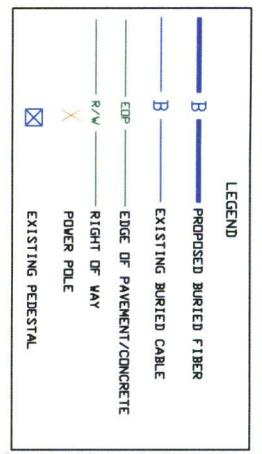 LEGEND
B PROPOSED BURIED FIBER
B EXISTING BURIED CABLE
EOP EDGE OF PAVEMENT/CONCRETE
R/W RIGHT OF WAY
POWER POLE
EXISTING PEDESTAL